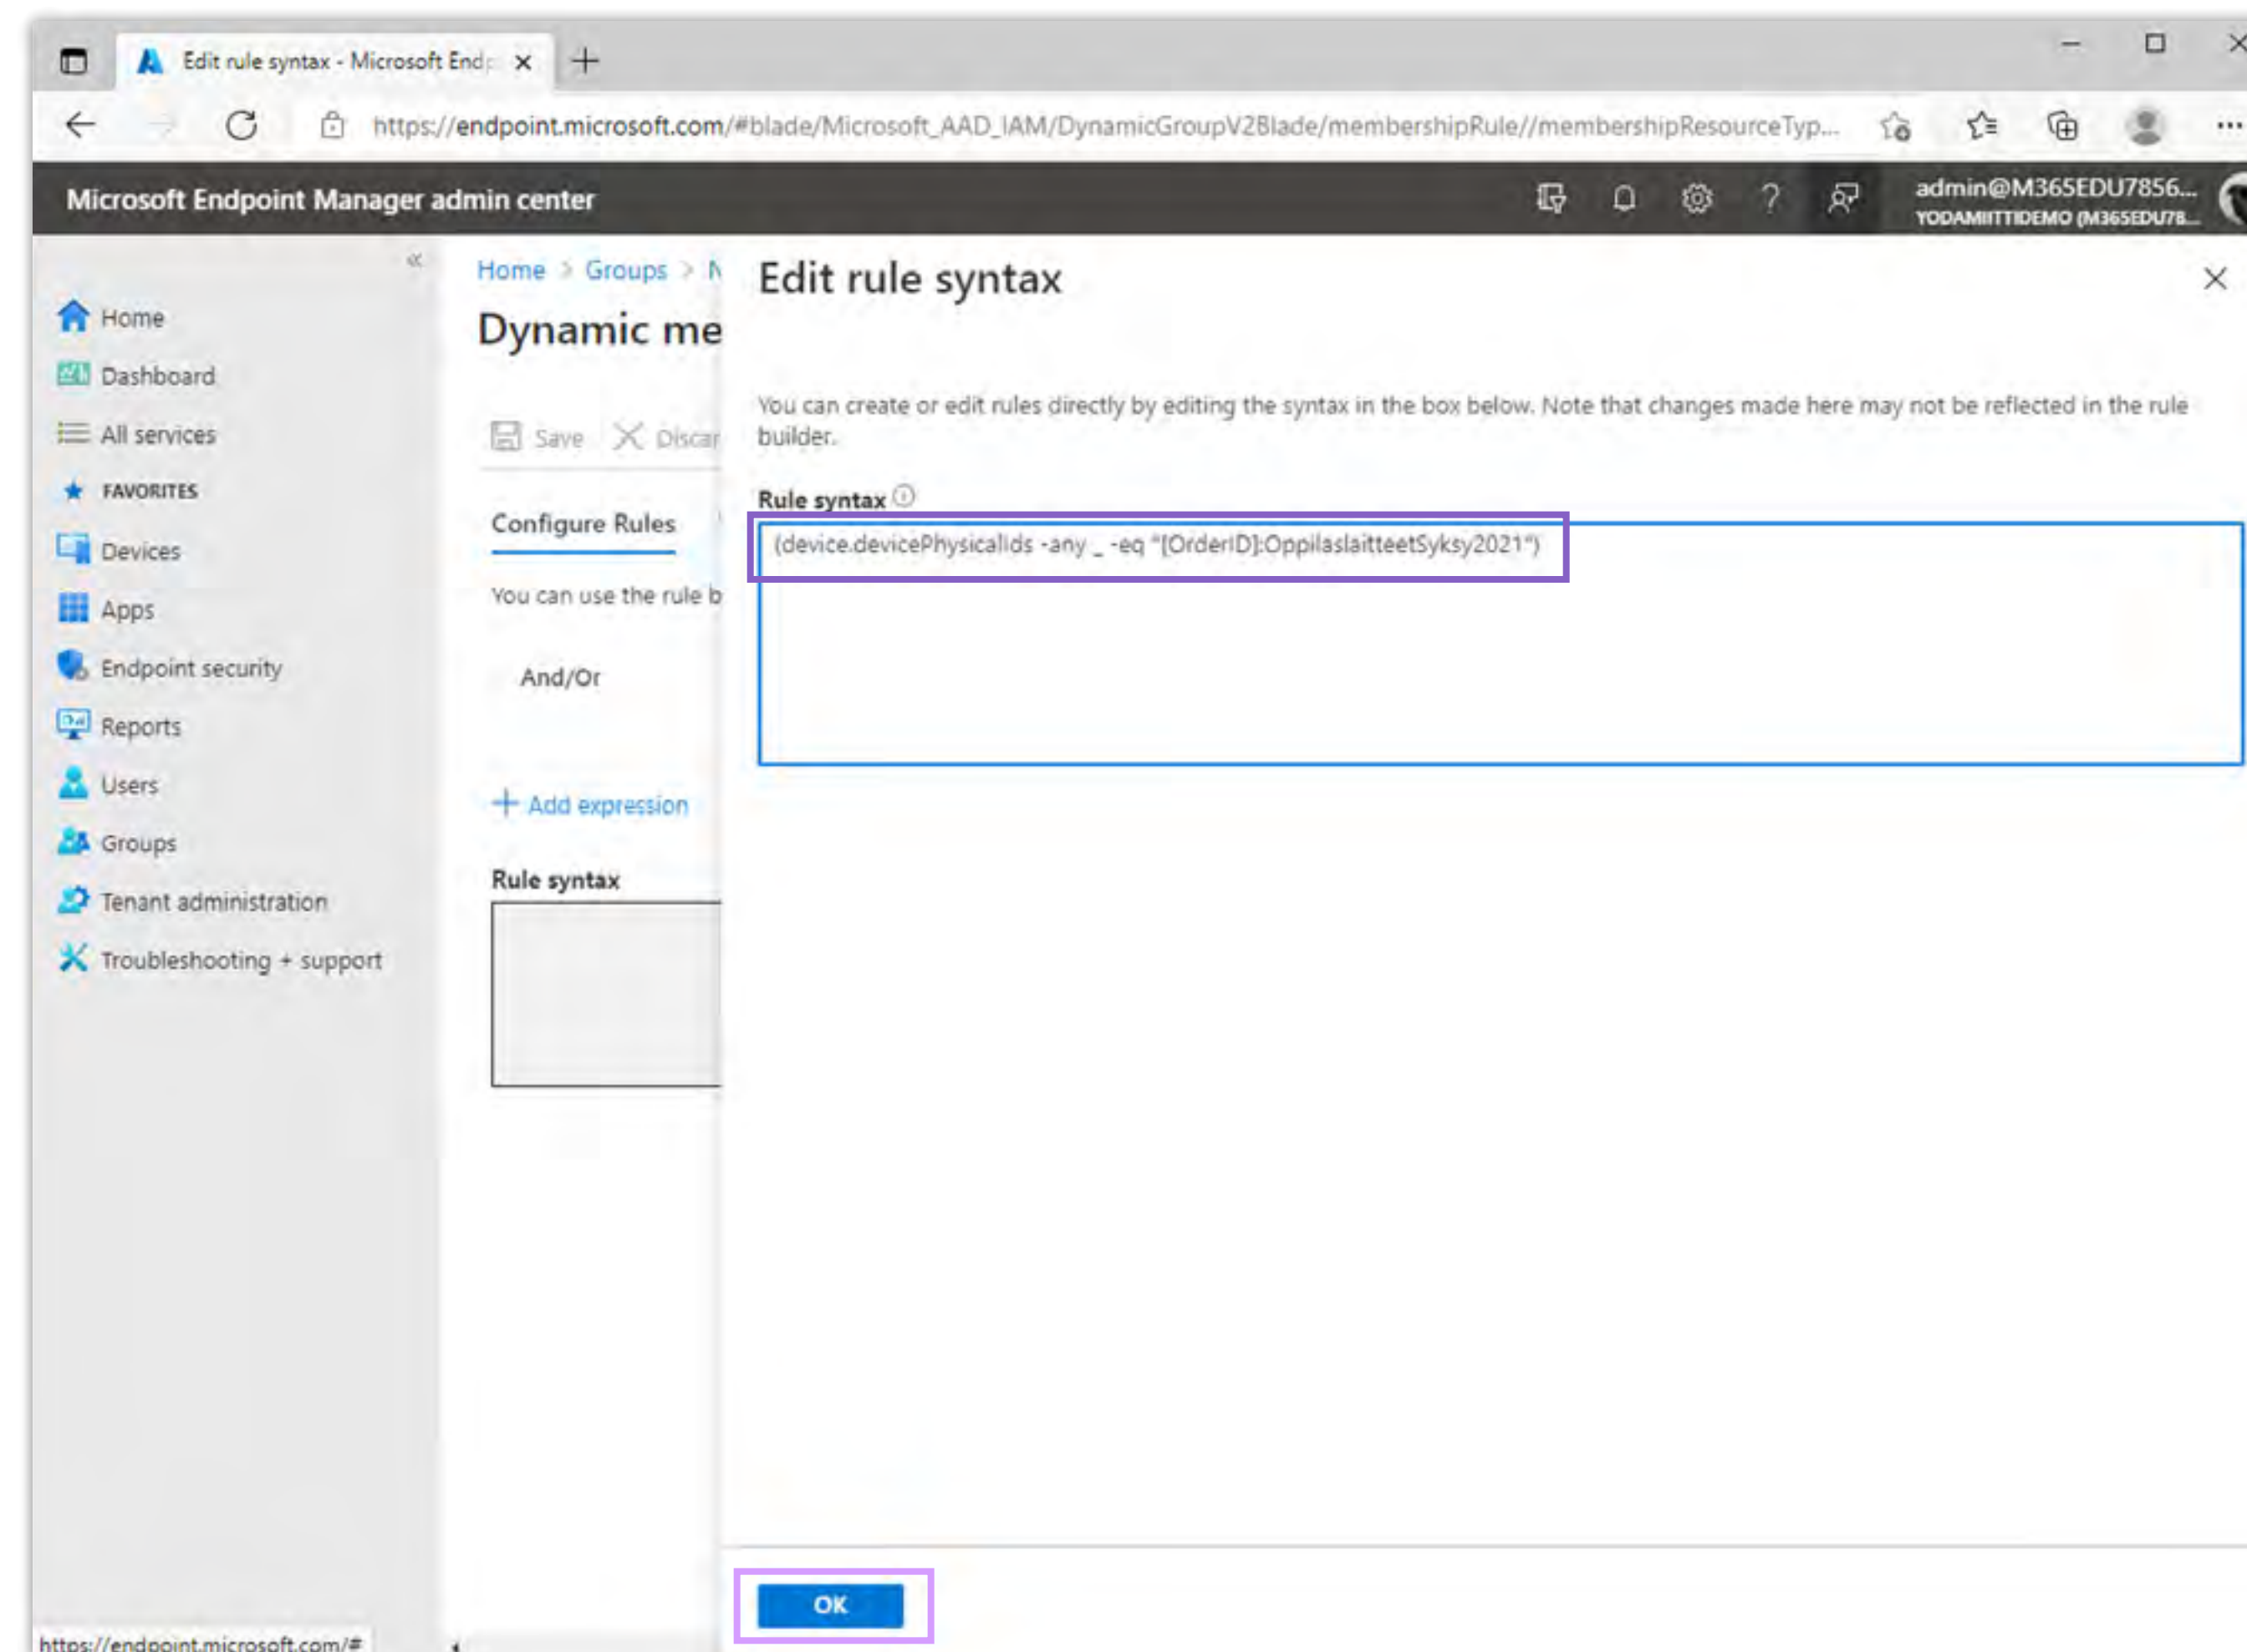 Edit rule syntax - Microsoft Endp
https://endpoint.microsoft.com/#blade/Microsoft_AAD_IAM/DynamicGroupV2Blade/membershipRule//membershipResourceTyp...
Microsoft Endpoint Manager admin center
admin@M365EDU7856...
YODAMIITTIDEMO (M365EDU78...
Home
Dashboard
All services
FAVORITES
Devices
Apps
Endpoint security
Reports
Users
Groups
Tenant administration
Troubleshooting + support
Home > Groups > N
Dynamic me
Save Discar
Configure Rules
You can use the rule b
And/Or
+ Add expression
Rule syntax
Edit rule syntax
You can create or edit rules directly by editing the syntax in the box below. Note that changes made here may not be reflected in the rule
builder.
Rule syntax
(device.devicePhysicalIds -any _ -eq "[OrderID]:OppilaslaitteetSyksy2021")
OK
https://endpoint.microsoft.com/#